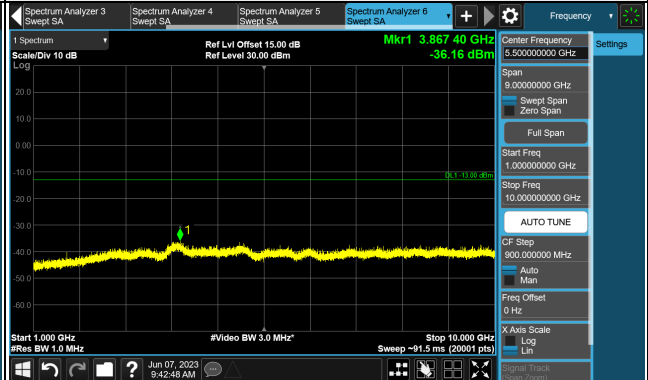 Spectrum Analyzer 3
Swept SA
Spectrum Analyzer 4
Swept SA
Spectrum Analyzer 5
Swept SA
Spectrum Analyzer 6
Swept SA
Frequency
1 Spectrum
Scale/Div 10 dB
Log
Ref Lvl Offset 15.00 dB
Ref Level 30.00 dBm
Mkr1 3.867 40 GHz
-36.16 dBm
20.0
10.0
0.00
-10.0
DL1 -13.00 dBm
-20.0
-30.0
1
-40.0
-50.0
-60.0
Start 1.000 GHz
#Res BW 1.0 MHz
#Video BW 3.0 MHz*
Stop 10.000 GHz
Sweep ~91.5 ms (20001 pts)
Center Frequency
5.500000000 GHz
Settings
Span
9.00000000 GHz
Swept Span
Zero Span
Full Span
Start Freq
1.000000000 GHz
Stop Freq
10.000000000 GHz
AUTO TUNE
CF Step
900.000000 MHz
Auto
Man
Freq Offset
0 Hz
X Axis Scale
Log
Lin
Signal Track
(Span Zoom)
?
Jun 07, 2023
9:42:48 AM